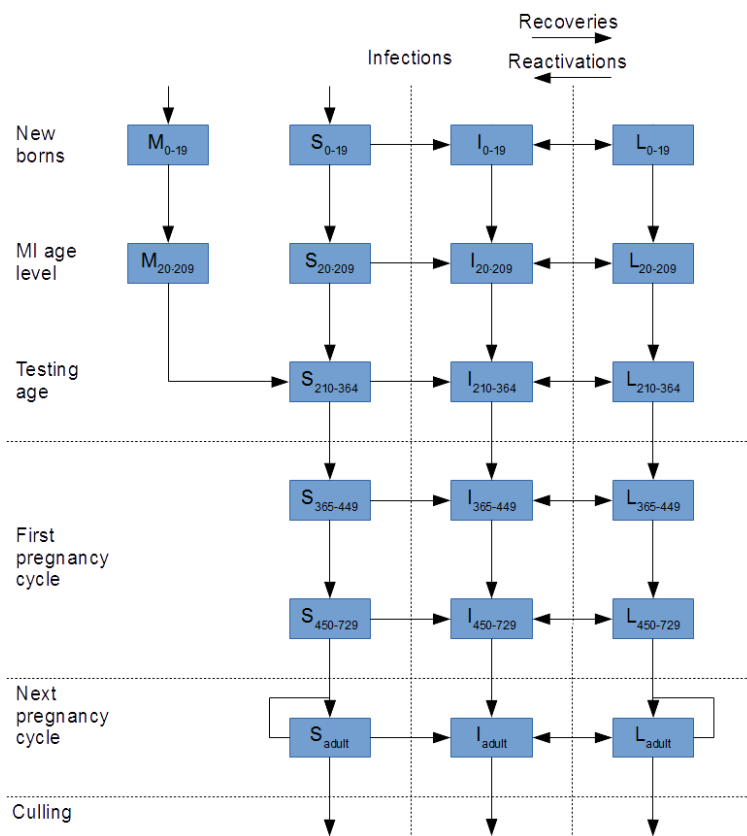 Recoveries
Infections
Reactivations
New
borns
M0-19
S0-19
I0-19
L0-19
MI age
level
M20-209
S20-209
I20-209
L20-209
Testing
age
S210-364
I210-364
L210-364
First
pregnancy
cycle
S365-449
I365-449
L365-449
S450-729
I450-729
L450-729
Next
pregnancy
cycle
Sadult
Iadult
Ladult
Culling